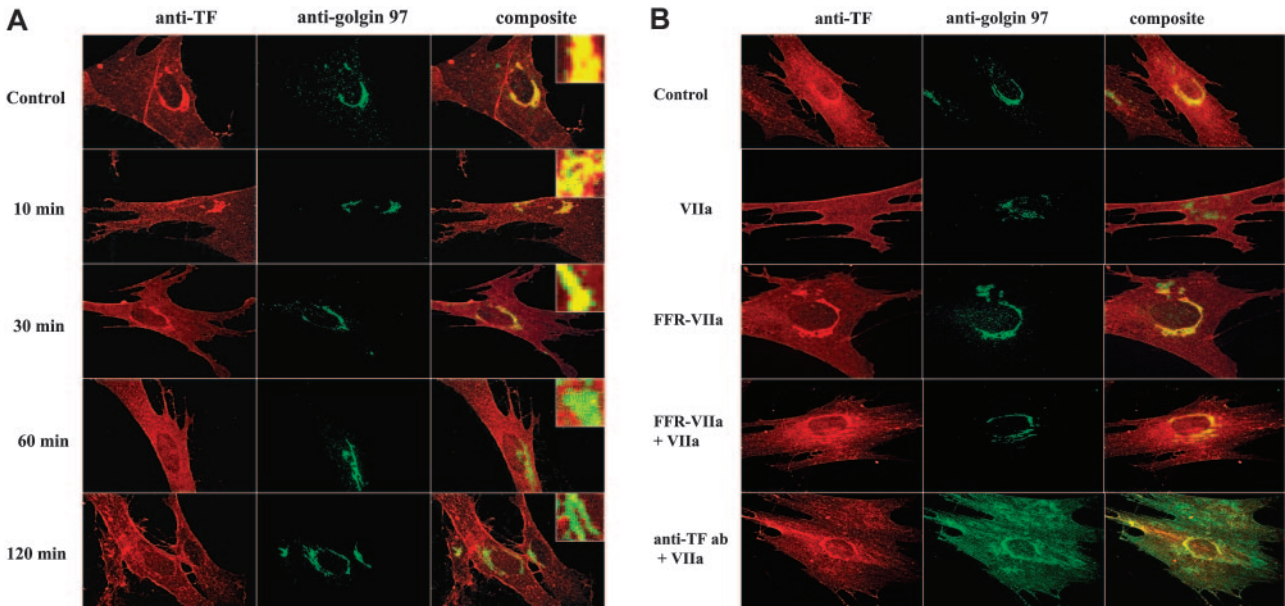 A
anti-TF anti-golgin 97 composite
Control
10 min
30 min
60 min
120 min
B
anti-TF anti-golgin 97 composite
Control
VIIa
FFR-VIIa
FFR-VIIa
+ VIIa
anti-TF ab
+ VIIa